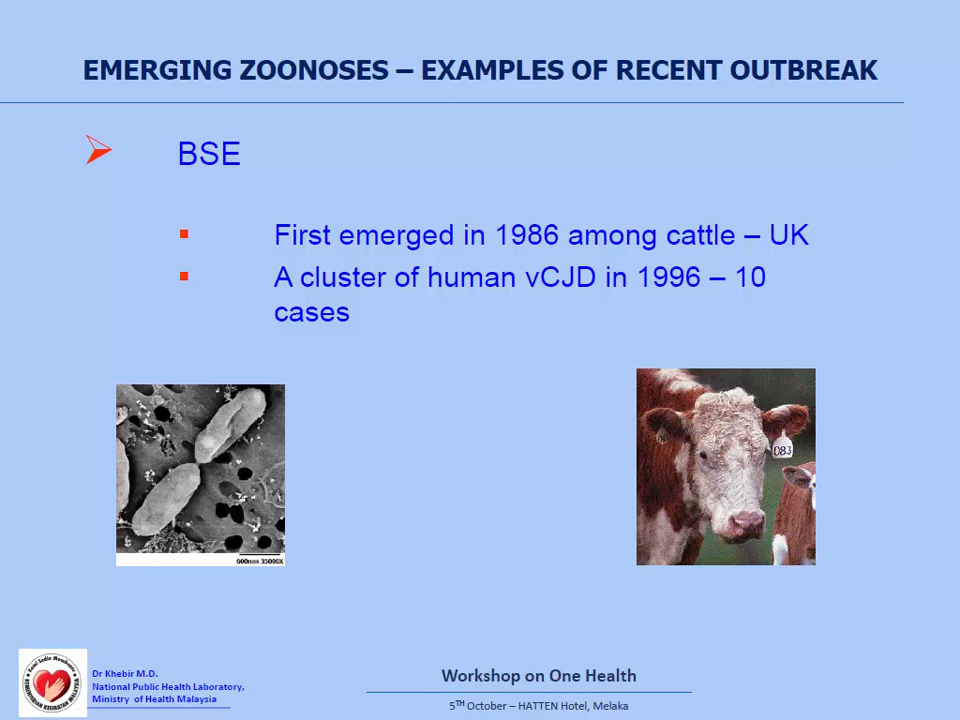 EMERGING ZOONOSES – EXAMPLES OF RECENT OUTBREAK
BSE
First emerged in 1986 among cattle – UK
A cluster of human vCJD in 1996 – 10
cases
083
600nm 35000X
Dr Khebir M.D.
National Public Health Laboratory,
Ministry of Health Malaysia
Workshop on One Health
5TH October – HATTEN Hotel, Melaka